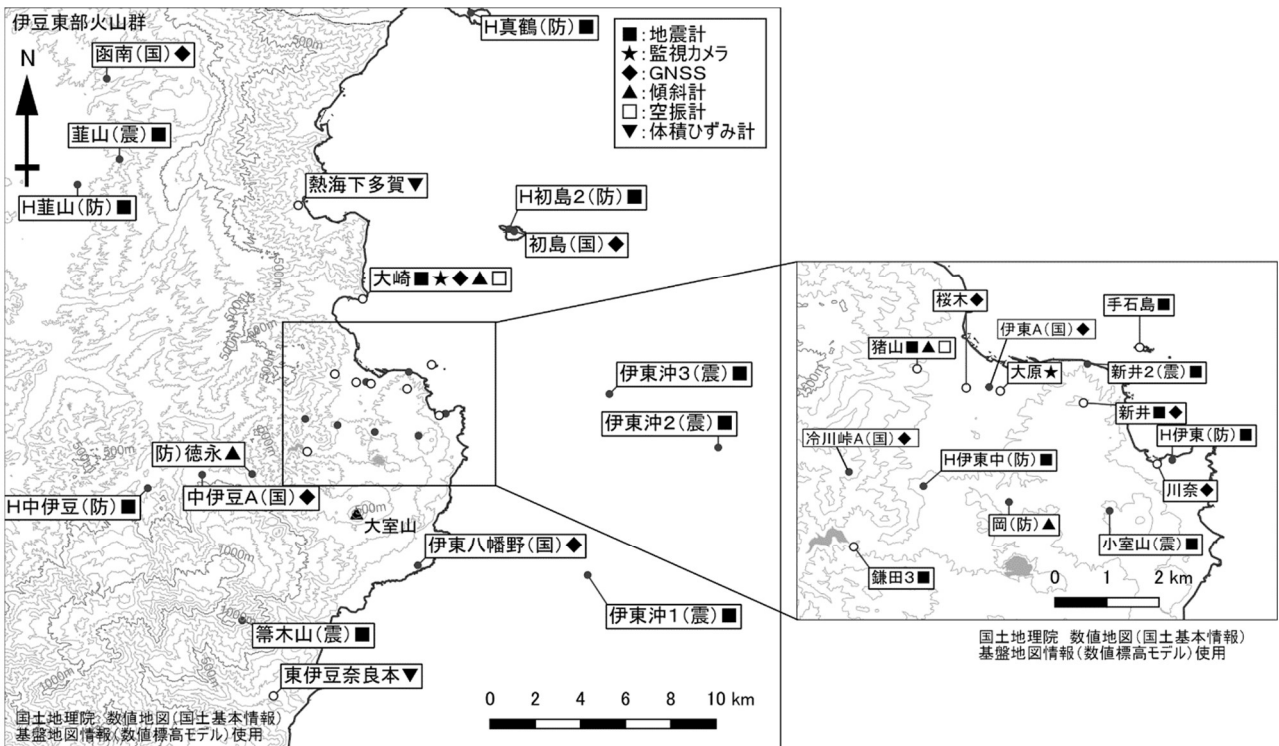 伊豆東部火山群
N
函南(国)◆
韮山(震)■
H韮山(防)■
H真鶴(防)■
■:地震計
★:監視カメラ
◆:GNSS
▲:傾斜計
□:空振計
▼:体積ひずみ計
熱海下多賀▼
H初島2(防)■
初島(国)◆
大崎■★◆▲□
500m
500m
500m
500m
伊東沖3(震)■
伊東沖2(震)■
防)徳永▲
中伊豆A(国)◆
H中伊豆(防)■
500m
大室山
伊東八幡野(国)◆
伊東沖1(震)■
1000m
1000m
1000m
箒木山(震)■
東伊豆奈良本▼
0 2 4 6 8 10 km
国土地理院 数値地図(国土基本情報)
基盤地図情報(数値標高モデル)使用
桜木◆
伊東A(国)◆
手石島■
猪山■▲□
大原★
新井2(震)■
500m
新井■◆
冷川峠A(国)◆
H伊東(防)■
H伊東中(防)■
川奈◆
岡(防)▲
小室山(震)■
鎌田3■
0 1 2 km
国土地理院 数値地図(国土基本情報)
基盤地図情報(数値標高モデル)使用